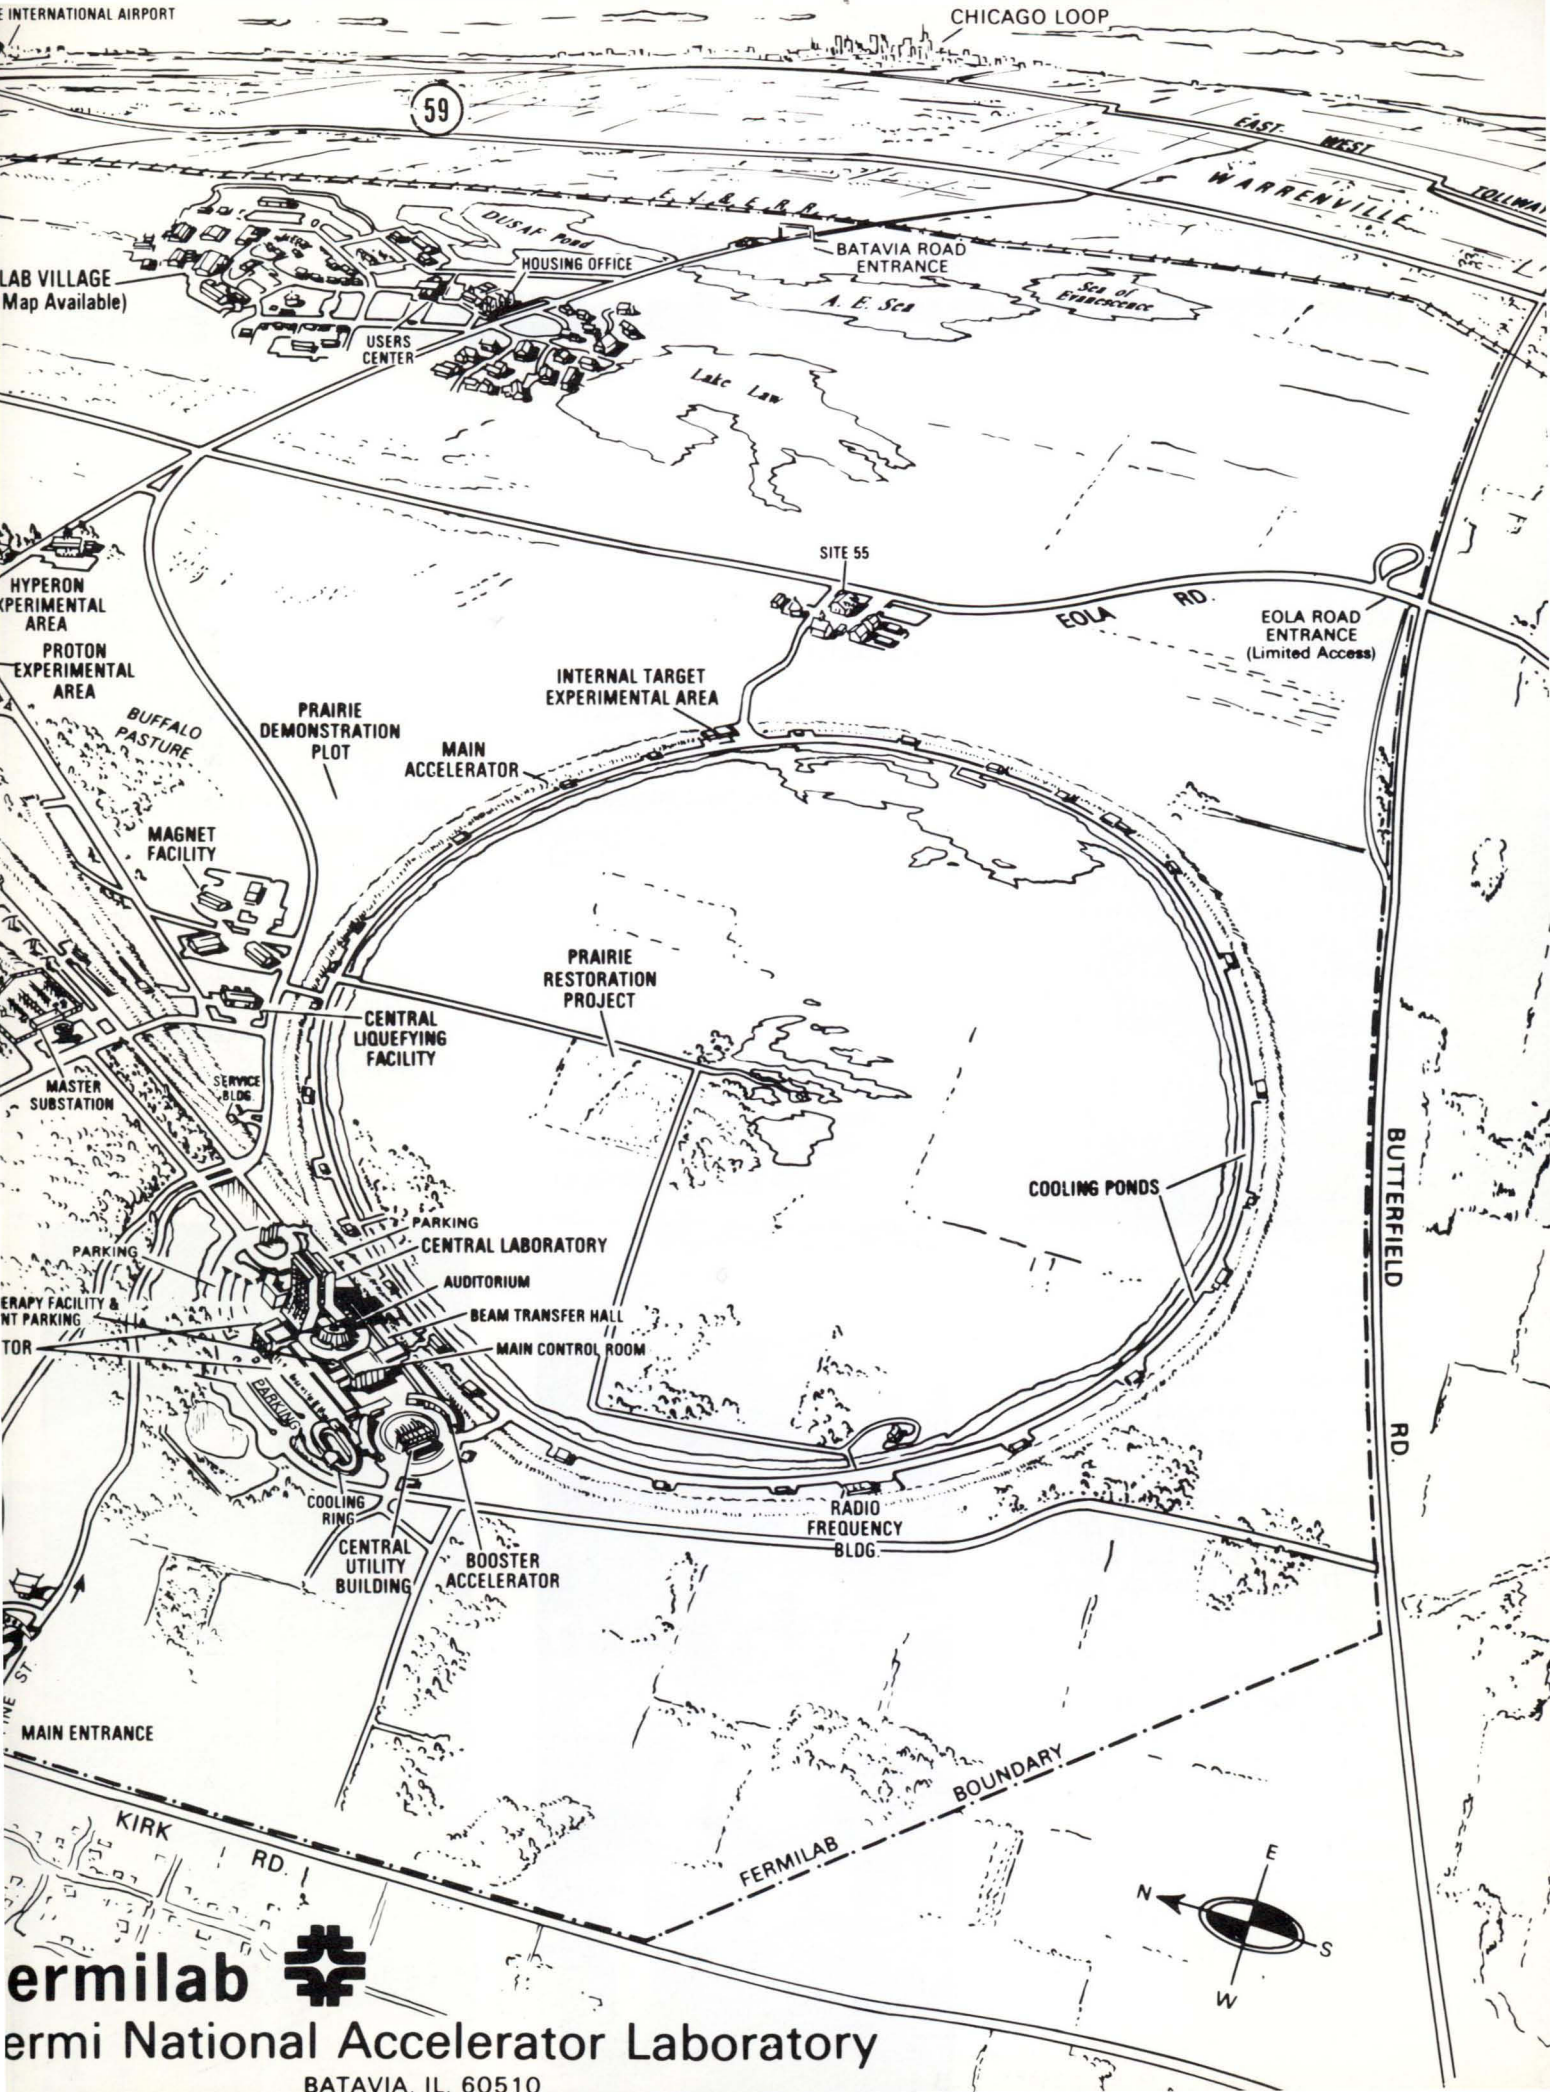 E INTERNATIONAL AIRPORT
CHICAGO LOOP
59
EAST WEST TOLLWAY
WARRENVILLE
E. J. & E. R. R.
DUSAF Pond
HOUSING OFFICE
BATAVIA ROAD
ENTRANCE
LAB VILLAGE
Map Available)
A. E. Sea
Sea of
Evanescence
USERS
CENTER
Lake Law
SITE 55
HYPERON
XPERIMENTAL
AREA
EOLA RD.
EOLA ROAD
ENTRANCE
(Limited Access)
PROTON
EXPERIMENTAL
AREA
INTERNAL TARGET
EXPERIMENTAL AREA
BUFFALO
PASTURE
PRAIRIE
DEMONSTRATION
PLOT
MAIN
ACCELERATOR
MAGNET
FACILITY
PRAIRIE
RESTORATION
PROJECT
CENTRAL
LIQUEFYING
FACILITY
MASTER
SUBSTATION
SERVICE
BLDG.
COOLING PONDS
BUTTERFIELD RD.
PARKING
CENTRAL LABORATORY
PARKING
AUDITORIUM
ERAPY FACILITY &
NT PARKING
BEAM TRANSFER HALL
TOR
MAIN CONTROL ROOM
PARKING
COOLING
RING
RADIO
FREQUENCY
BLDG.
CENTRAL
UTILITY
BUILDING
BOOSTER
ACCELERATOR
INE ST.
MAIN ENTRANCE
KIRK RD.
FERMILAB BOUNDARY
E
N
S
W
ermilab
ermi National Accelerator Laboratory
BATAVIA, IL. 60510